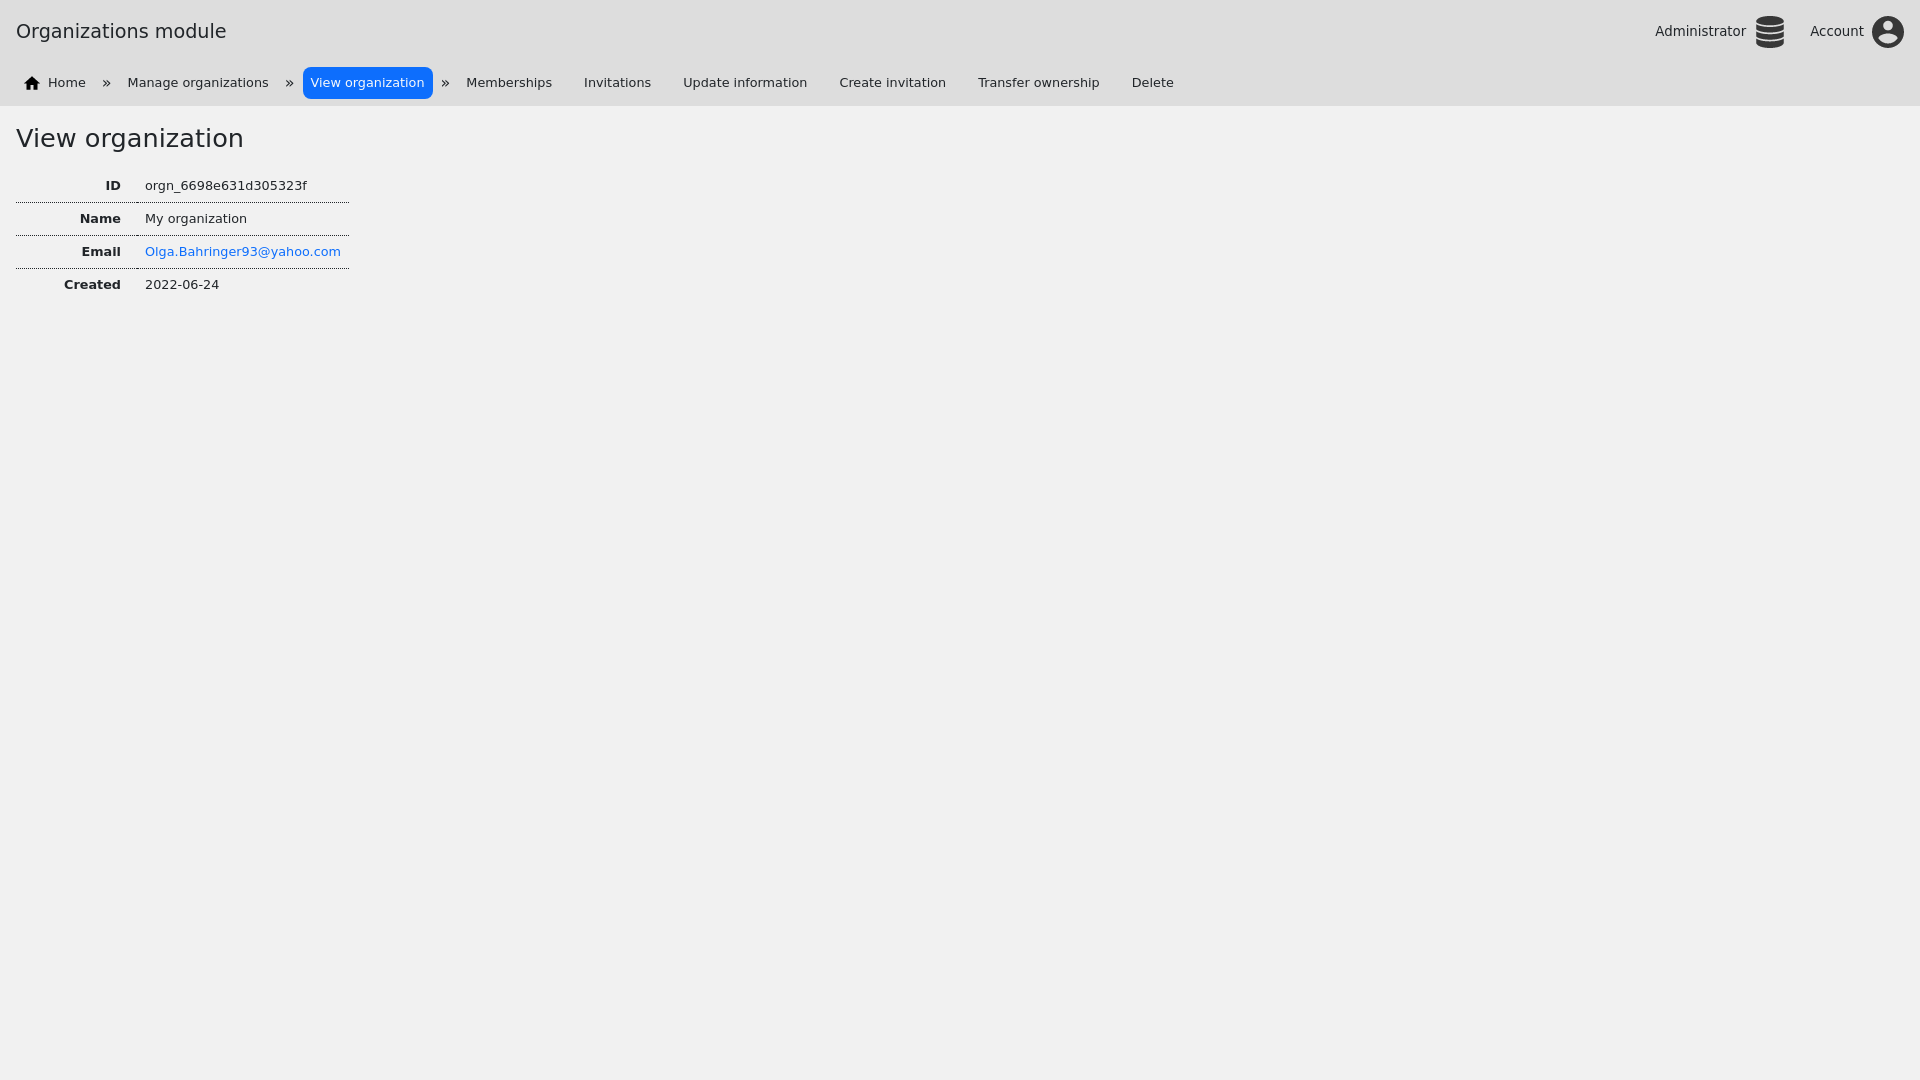 Organizations module
Administrator
Account
Home » Manage organizations » View organization » Memberships Invitations Update information Create invitation Transfer ownership Delete
View organization
ID orgn_6698e631d305323f
Name My organization
Email Olga.Bahringer93@yahoo.com
Created 2022-06-24